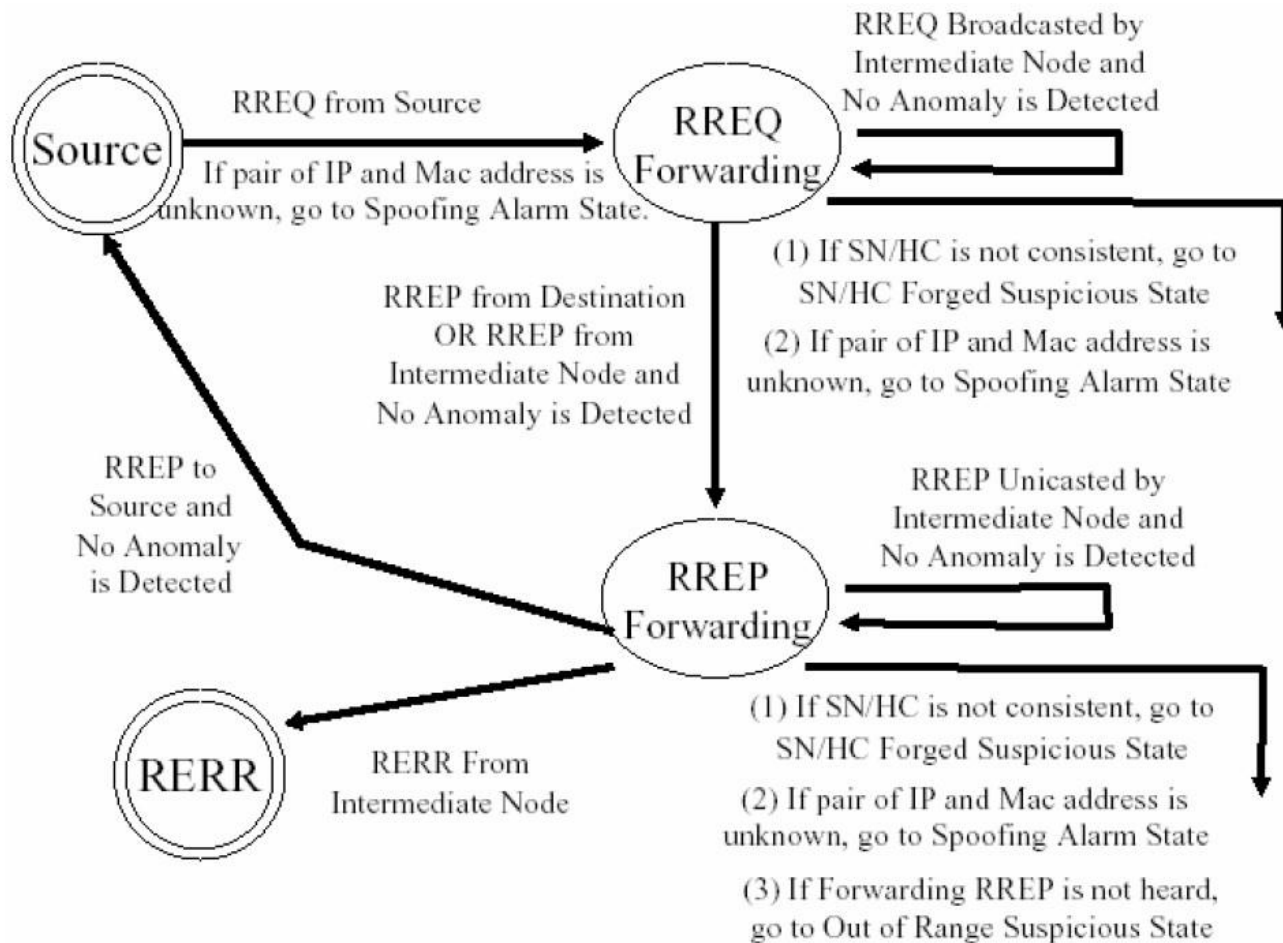 RREQ Broadcasted by
Intermediate Node and
No Anomaly is Detected
Source
RREQ from Source
If pair of IP and Mac address is
unknown, go to Spoofing Alarm State.
RREQ
Forwarding
(1) If SN/HC is not consistent, go to
SN/HC Forged Suspicious State
(2) If pair of IP and Mac address is
unknown, go to Spoofing Alarm State
RREP from Destination
OR RREP from
Intermediate Node and
No Anomaly is Detected
RREP to
Source and
No Anomaly
is Detected
RREP Unicasted by
Intermediate Node and
No Anomaly is Detected
RREP
Forwarding
RERR
RERR From
Intermediate Node
(1) If SN/HC is not consistent, go to
SN/HC Forged Suspicious State
(2) If pair of IP and Mac address is
unknown, go to Spoofing Alarm State
(3) If Forwarding RREP is not heard,
go to Out of Range Suspicious State